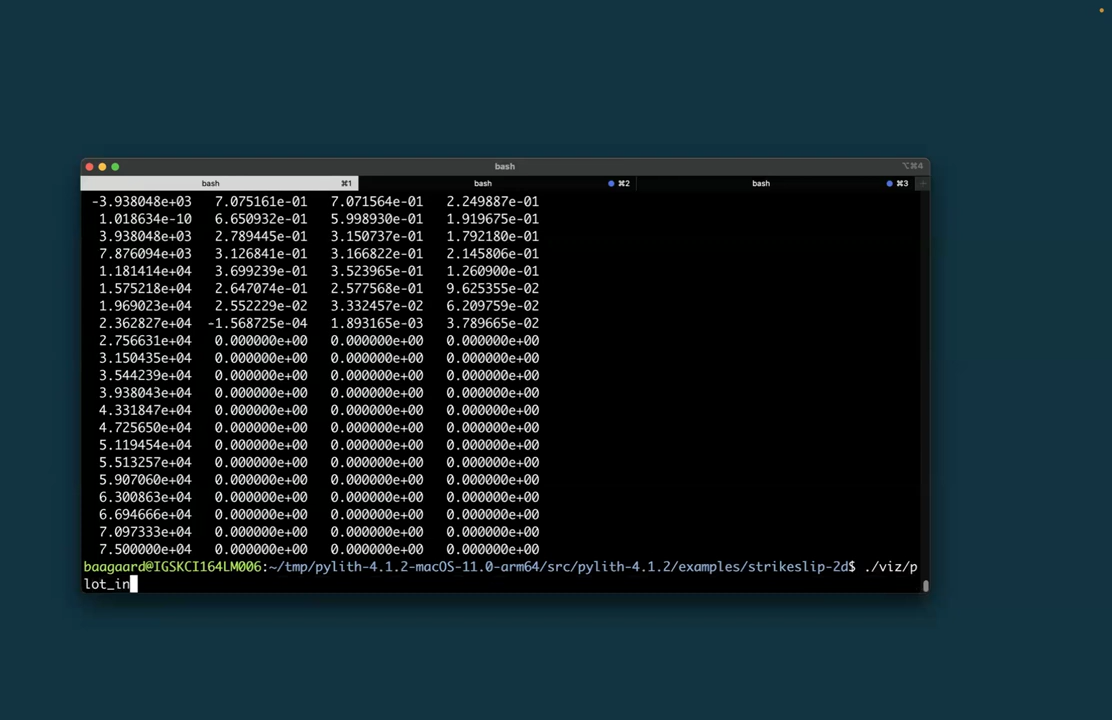 bash
⌥⌘4
bash ⌘1 bash ⌘2 bash ⌘3 +
-3.938048e+03 7.075161e-01 7.071564e-01 2.249887e-01
1.018634e-10 6.650932e-01 5.998930e-01 1.919675e-01
3.938048e+03 2.789445e-01 3.150737e-01 1.792180e-01
7.876094e+03 3.126841e-01 3.166822e-01 2.145806e-01
1.181414e+04 3.699239e-01 3.523965e-01 1.260900e-01
1.575218e+04 2.647074e-01 2.577568e-01 9.625355e-02
1.969023e+04 2.552229e-02 3.332457e-02 6.209759e-02
2.362827e+04 -1.568725e-04 1.893165e-03 3.789665e-02
2.756631e+04 0.000000e+00 0.000000e+00 0.000000e+00
3.150435e+04 0.000000e+00 0.000000e+00 0.000000e+00
3.544239e+04 0.000000e+00 0.000000e+00 0.000000e+00
3.938043e+04 0.000000e+00 0.000000e+00 0.000000e+00
4.331847e+04 0.000000e+00 0.000000e+00 0.000000e+00
4.725650e+04 0.000000e+00 0.000000e+00 0.000000e+00
5.119454e+04 0.000000e+00 0.000000e+00 0.000000e+00
5.513257e+04 0.000000e+00 0.000000e+00 0.000000e+00
5.907060e+04 0.000000e+00 0.000000e+00 0.000000e+00
6.300863e+04 0.000000e+00 0.000000e+00 0.000000e+00
6.694666e+04 0.000000e+00 0.000000e+00 0.000000e+00
7.097333e+04 0.000000e+00 0.000000e+00 0.000000e+00
7.500000e+04 0.000000e+00 0.000000e+00 0.000000e+00
baagaard@IGSKCI164LM006:~/tmp/pylith-4.1.2-macOS-11.0-arm64/src/pylith-4.1.2/examples/strikeslip-2d$ ./viz/p
lot_in